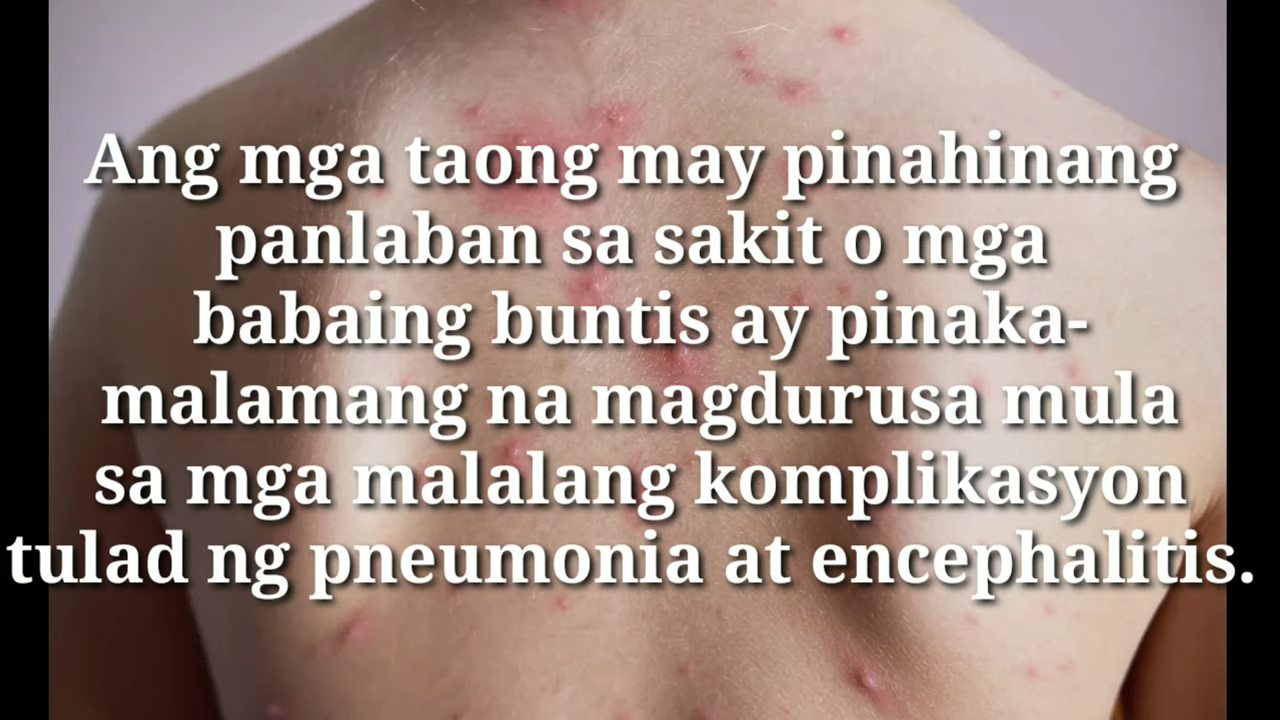 Ang mga taong may pinahinang
panlaban sa sakit o mga
babaing buntis ay pinaka-
malamang na magdurusa mula
sa mga malalang komplikasyon
tulad ng pneumonia at encephalitis.